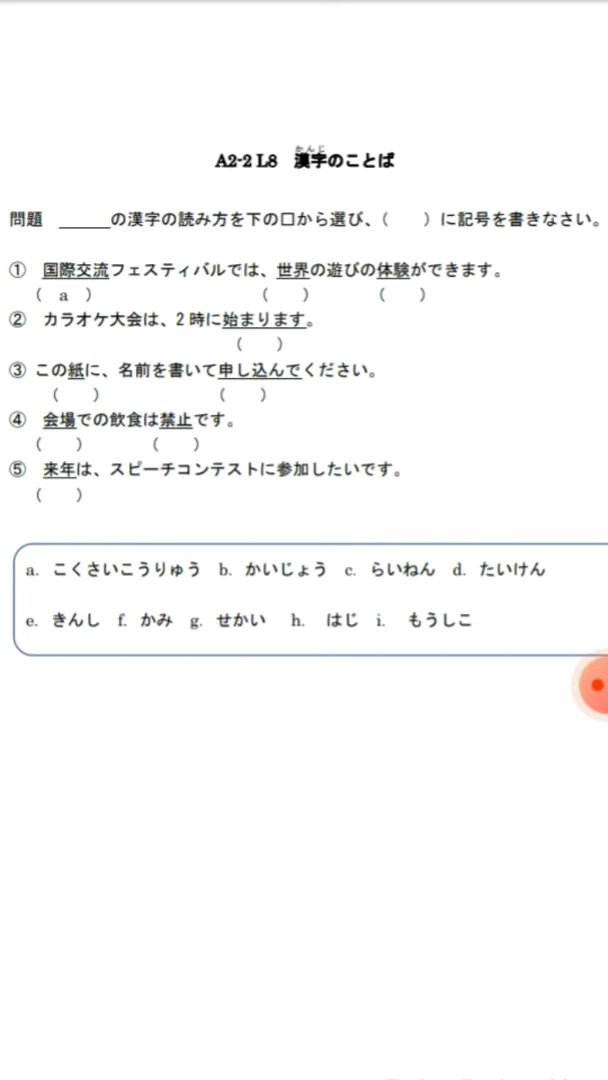 かんじ
A2-2 L8　漢字のことば
問題　＿＿＿の漢字の読み方を下の□から選び、(　　)に記号を書きなさい。
①　国際交流フェスティバルでは、世界の遊びの体験ができます。
(　a　)　(　　)　(　　)
②　カラオケ大会は、2 時に始まります。
(　　)
③ この紙に、名前を書いて申し込んでください。
(　　)　(　　)
④　会場での飲食は禁止です。
(　　)　(　　)
⑤　来年は、スピーチコンテストに参加したいです。
(　　)
a. こくさいこうりゅう　b. かいじょう　c. らいねん　d. たいけん
e. きんし　f. かみ　g. せかい　h. はじ　i. もうしこ